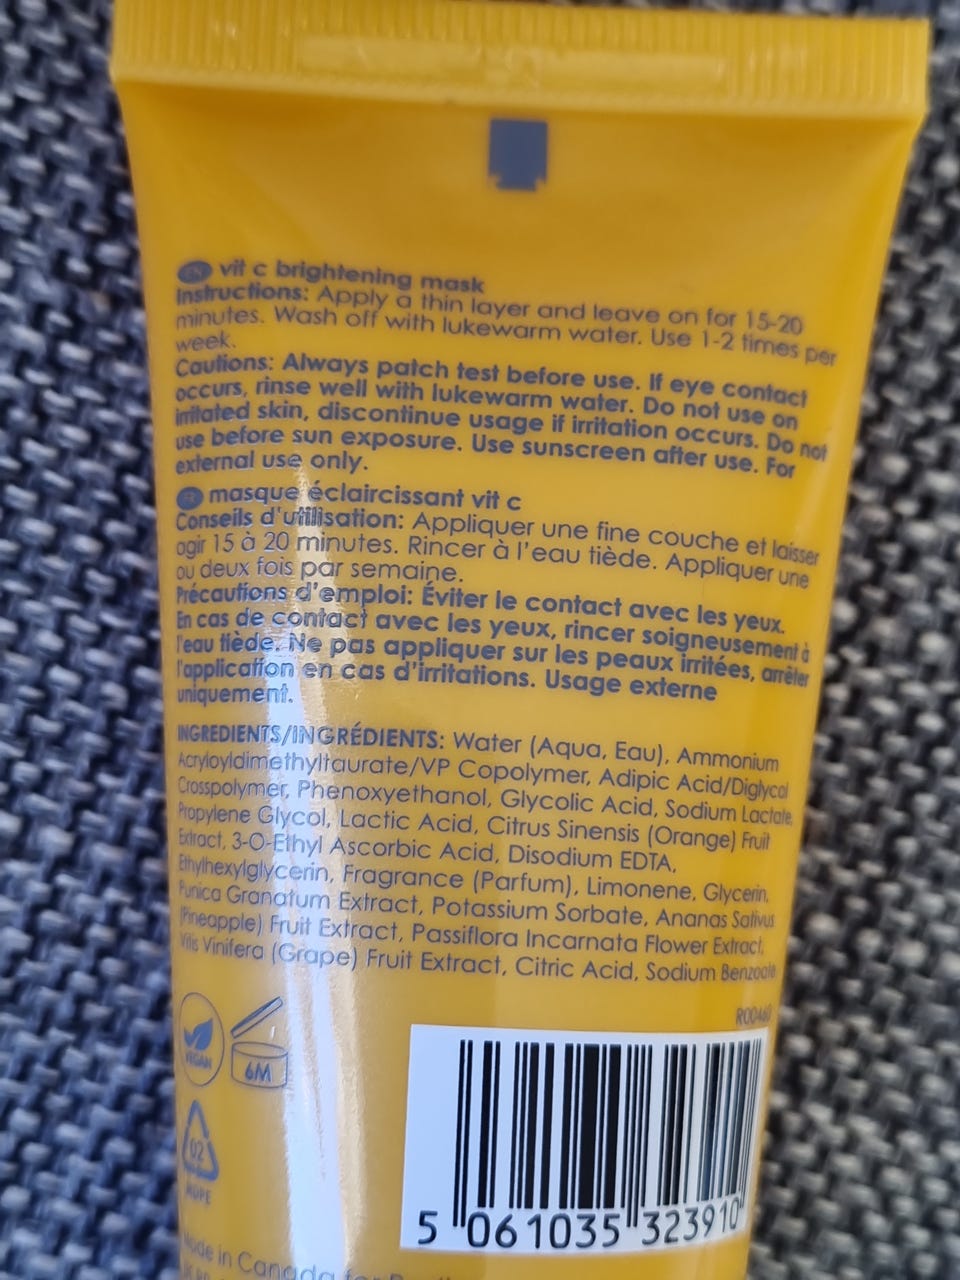 EN vit c brightening mask
Instructions: Apply a thin layer and leave on for 15-20
minutes. Wash off with lukewarm water. Use 1-2 times per
week.
Cautions: Always patch test before use. If eye contact
occurs, rinse well with lukewarm water. Do not use on
irritated skin, discontinue usage if irritation occurs. Do not
use before sun exposure. Use sunscreen after use. For
external use only.
FR masque éclaircissant vit c
Conseils d'utilisation: Appliquer une fine couche et laisser
agir 15 à 20 minutes. Rincer à l'eau tiède. Appliquer une
ou deux fois par semaine.
Précautions d'emploi: Éviter le contact avec les yeux.
En cas de contact avec les yeux, rincer soigneusement à
l'eau tiède. Ne pas appliquer sur les peaux irritées, arrêter
l'application en cas d'irritations. Usage externe
uniquement.
INGREDIENTS/INGRÉDIENTS: Water (Aqua, Eau), Ammonium
Acryloyldimethyltaurate/VP Copolymer, Adipic Acid/Diglycol
Crosspolymer, Phenoxyethanol, Glycolic Acid, Sodium Lactate,
Propylene Glycol, Lactic Acid, Citrus Sinensis (Orange) Fruit
Extract, 3-O-Ethyl Ascorbic Acid, Disodium EDTA,
Ethylhexylglycerin, Fragrance (Parfum), Limonene, Glycerin,
Punica Granatum Extract, Potassium Sorbate, Ananas Sativus
(Pineapple) Fruit Extract, Passiflora Incarnata Flower Extract,
Vitis Vinifera (Grape) Fruit Extract, Citric Acid, Sodium Benzoate
R00460
VEGAN
6M
02
HDPE
5 061035 323910
Made in Canada for